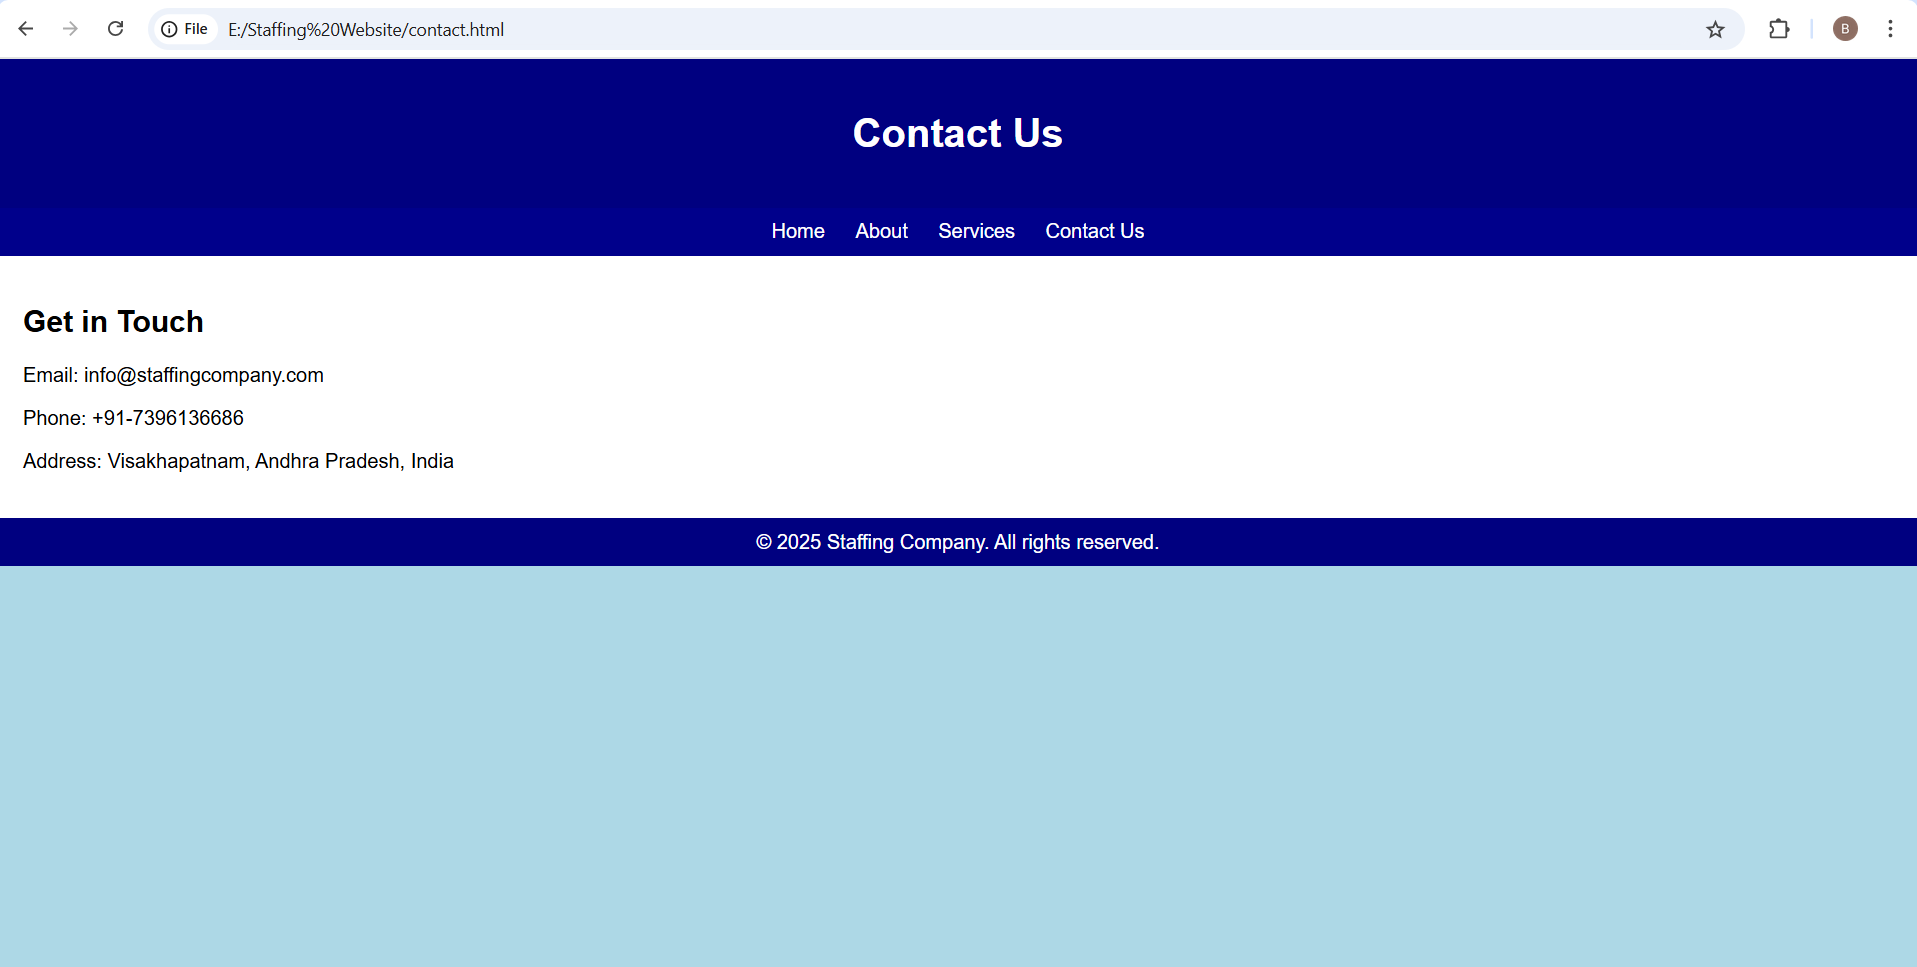 File E:/Staffing%20Website/contact.html
B
Contact Us
Home About Services Contact Us
Get in Touch
Email: info@staffingcompany.com
Phone: +91-7396136686
Address: Visakhapatnam, Andhra Pradesh, India
© 2025 Staffing Company. All rights reserved.